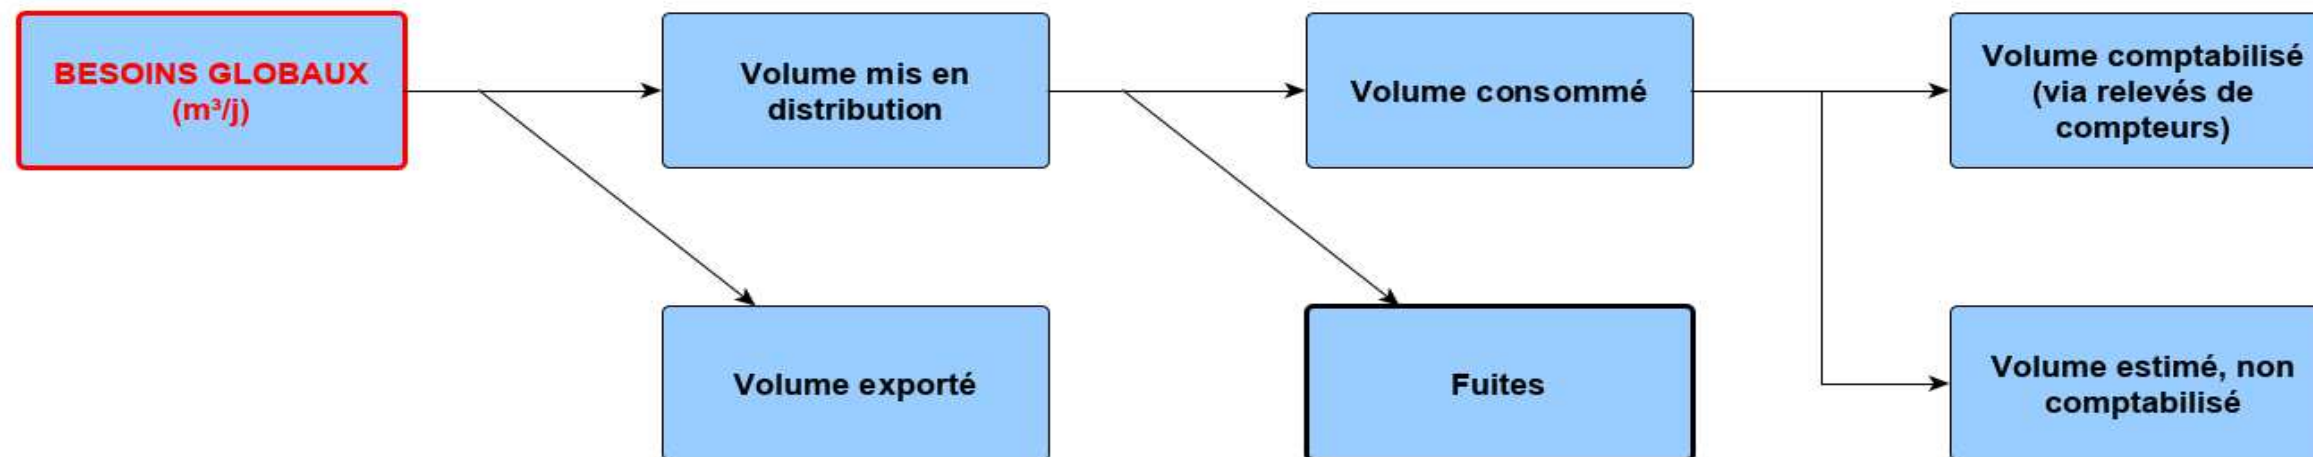 BESOINS GLOBAUX
(m³/j)
Volume mis en
distribution
Volume consommé
Volume comptabilisé
(via relevés de
compteurs)
Volume exporté
Fuites
Volume estimé, non
comptabilisé